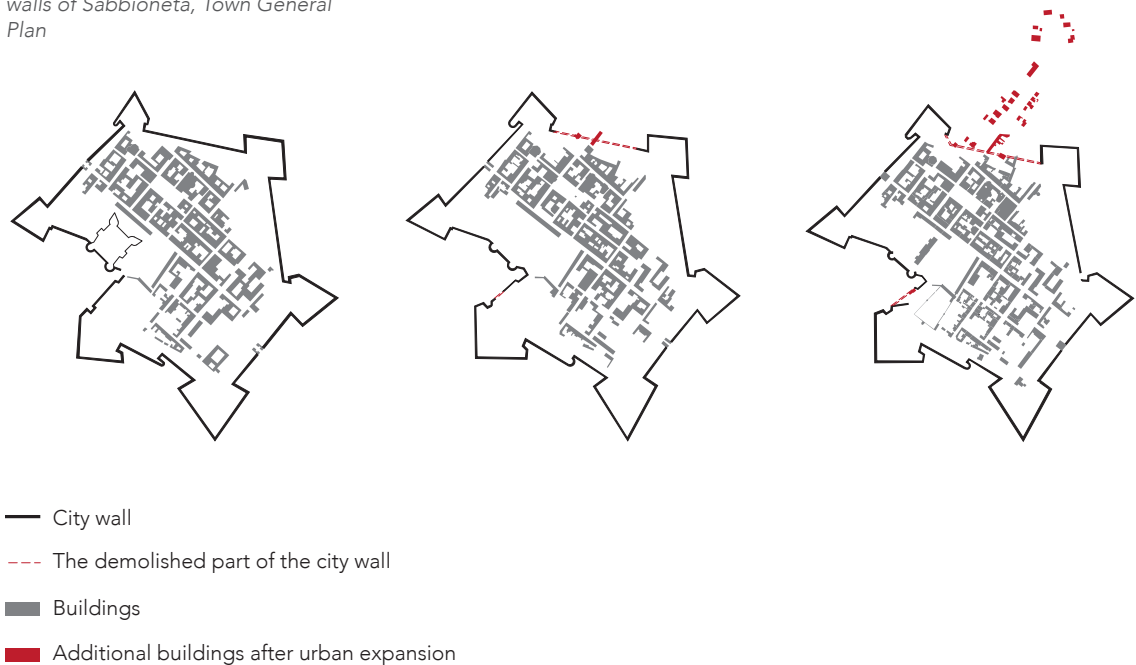 walls of Sabbioneta, Town General
Plan
City wall
The demolished part of the city wall
Buildings
Additional buildings after urban expansion